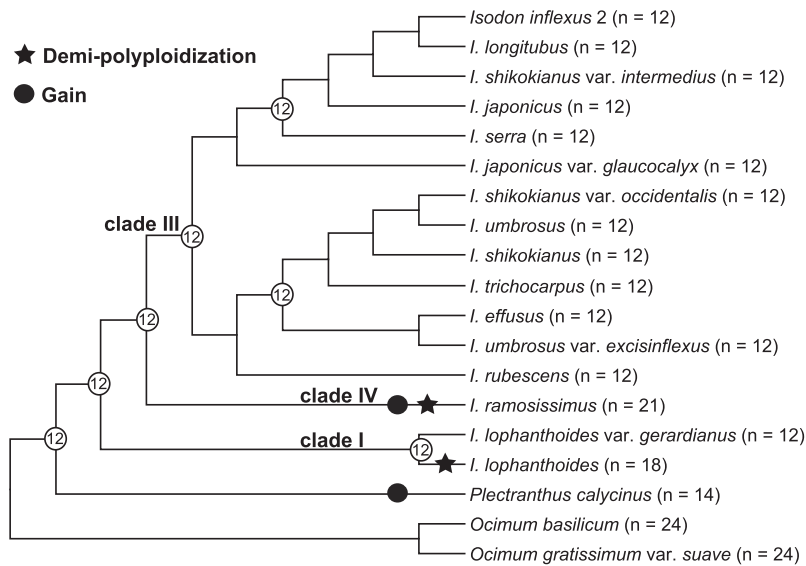 Isodon inflexus 2 (n = 12)
I. longitubus (n = 12)
★ Demi-polyploidization
I. shikokianus var. intermedius (n = 12)
● Gain
I. japonicus (n = 12)
12
I. serra (n = 12)
I. japonicus var. glaucocalyx (n = 12)
I. shikokianus var. occidentalis (n = 12)
clade III
I. umbrosus (n = 12)
12
I. shikokianus (n = 12)
I. trichocarpus (n = 12)
12
I. effusus (n = 12)
12
I. umbrosus var. excisinflexus (n = 12)
I. rubescens (n = 12)
12
clade IV
I. ramosissimus (n = 21)
I. lophanthoides var. gerardianus (n = 12)
12
clade I
12
I. lophanthoides (n = 18)
Plectranthus calycinus (n = 14)
Ocimum basilicum (n = 24)
Ocimum gratissimum var. suave (n = 24)